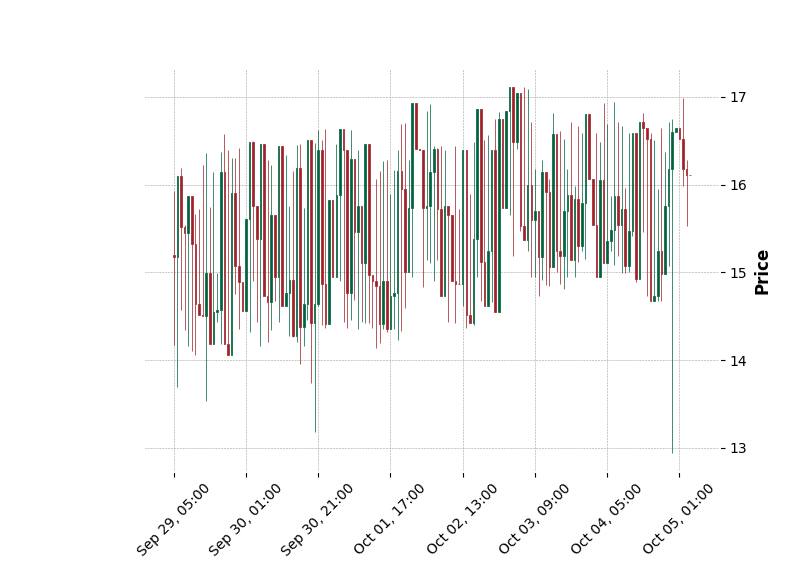 17
16
15
14
13
Price
Sep 29, 05:00
Sep 30, 01:00
Sep 30, 21:00
Oct 01, 17:00
Oct 02, 13:00
Oct 03, 09:00
Oct 04, 05:00
Oct 05, 01:00